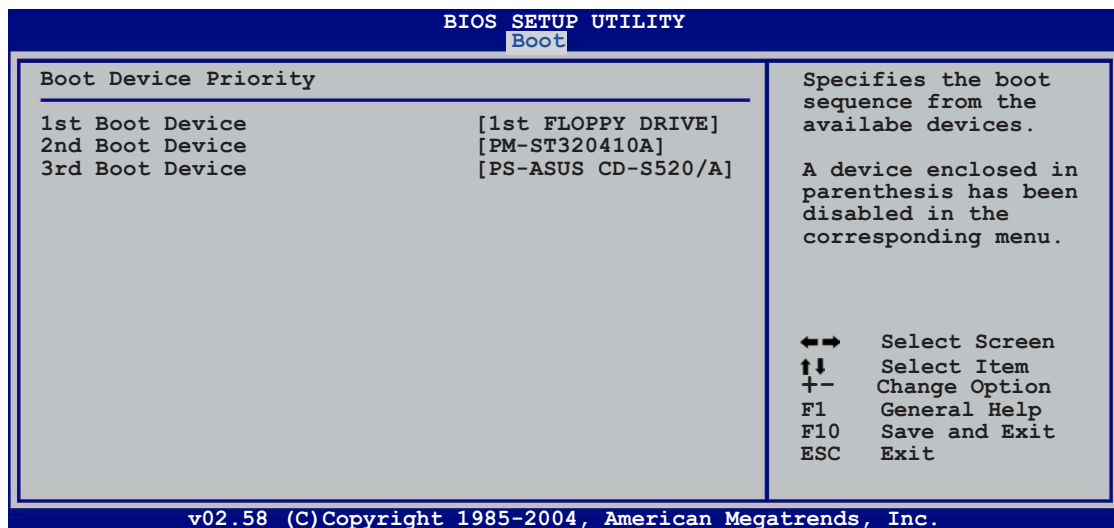 BIOS SETUP UTILITY
Boot
Boot Device Priority
1st Boot Device [1st FLOPPY DRIVE]
2nd Boot Device [PM-ST320410A]
3rd Boot Device [PS-ASUS CD-S520/A]
Specifies the boot
sequence from the
availabe devices.
A device enclosed in
parenthesis has been
disabled in the
corresponding menu.
←→ Select Screen
↑↓ Select Item
+- Change Option
F1 General Help
F10 Save and Exit
ESC Exit
v02.58 (C)Copyright 1985-2004, American Megatrends, Inc.